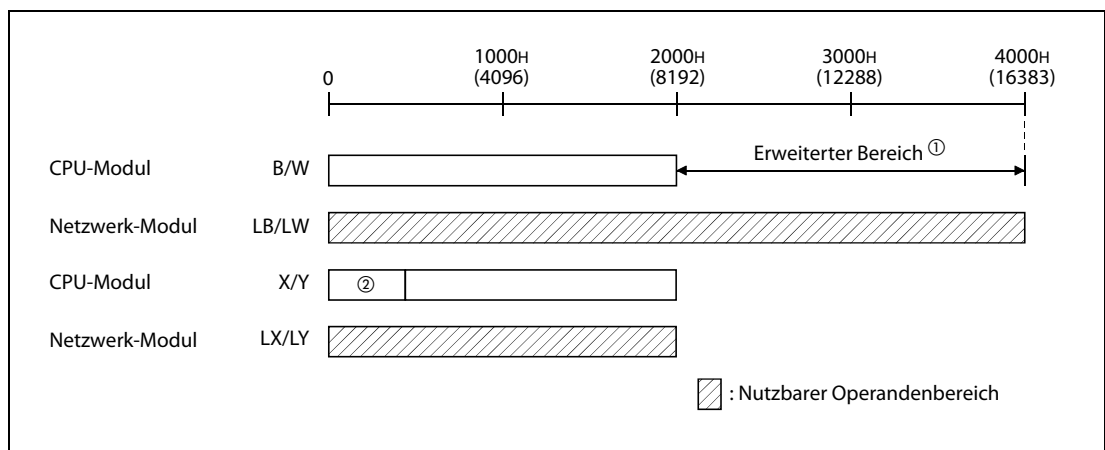 0 1000H 2000H 3000H 4000H
(4096) (8192) (12288) (16383)
CPU-Modul B/W Erweiterter Bereich ①
Netzwerk-Modul LB/LW
CPU-Modul X/Y ②
Netzwerk-Modul LX/LY
: Nutzbarer Operandenbereich